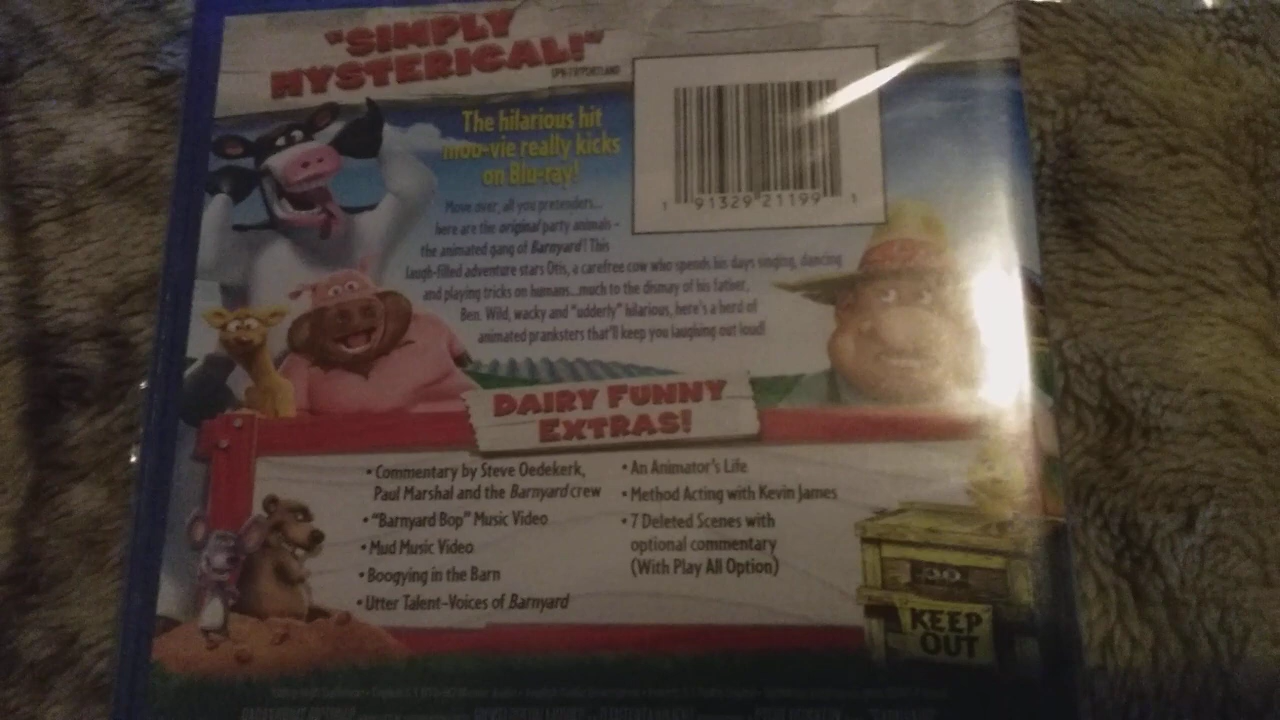 "SIMPLY
HYSTERICAL!"
The hilarious hit
moo-vie really kicks
on Blu-ray!
Move over, all you pretenders...
here are the original party animals –
the animated gang of Barnyard! This
laugh-filled adventure stars Otis, a carefree cow who spends his days singing, dancing
and playing tricks on humans...much to the dismay of his father,
Ben. Wild, wacky and "udderly" hilarious, here's a herd of
animated pranksters that'll keep you laughing out loud!
1 91329 21199 1
DAIRY FUNNY
EXTRAS!
• Commentary by Steve Oedekerk,
Paul Marshal and the Barnyard crew
• "Barnyard Bop" Music Video
• Mud Music Video
• Boogying in the Barn
• Utter Talent–Voices of Barnyard
• An Animator's Life
• Method Acting with Kevin James
• 7 Deleted Scenes with
optional commentary
(With Play All Option)
KEEP
OUT